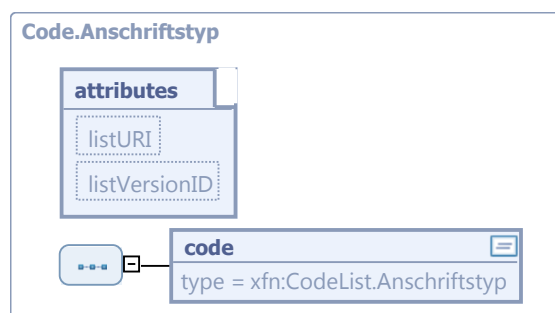 Code.Anschriftstyp
attributes
listURI
listVersionID
code
type = xfn:CodeList.Anschriftstyp